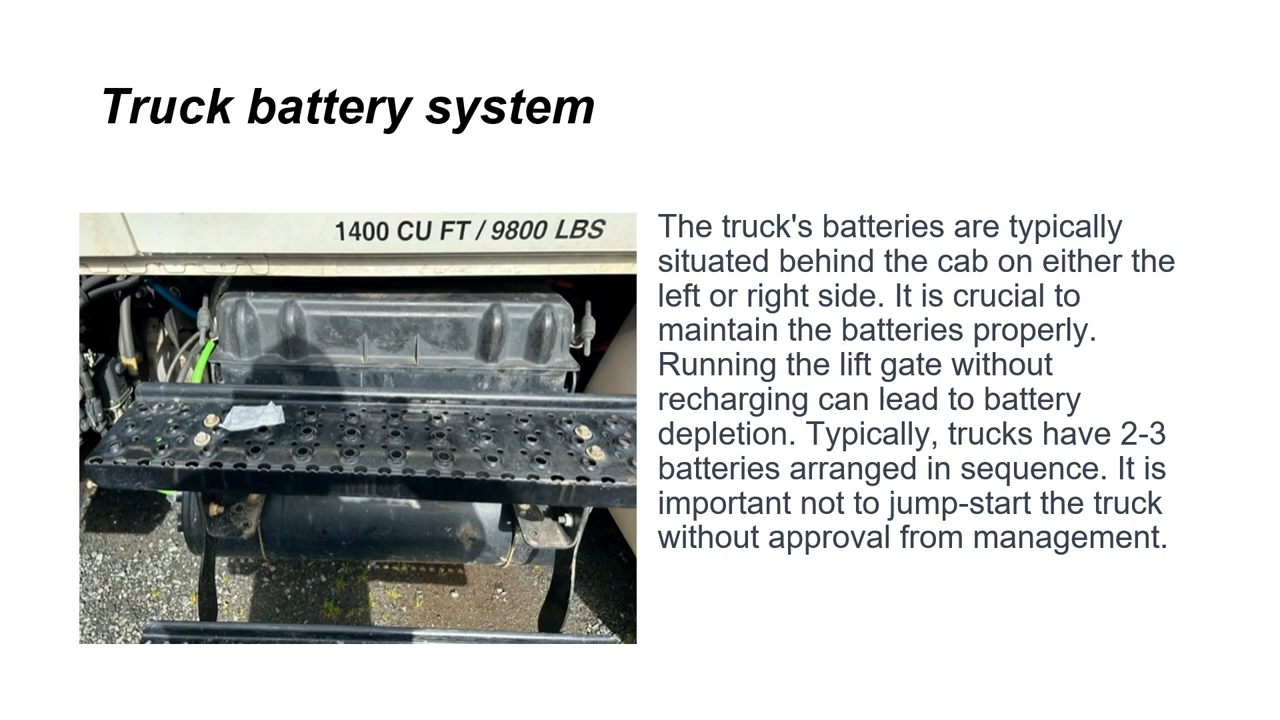 Truck battery system
1400 CU FT / 9800 LBS
The truck's batteries are typically
situated behind the cab on either the
left or right side. It is crucial to
maintain the batteries properly.
Running the lift gate without
recharging can lead to battery
depletion. Typically, trucks have 2-3
batteries arranged in sequence. It is
important not to jump-start the truck
without approval from management.